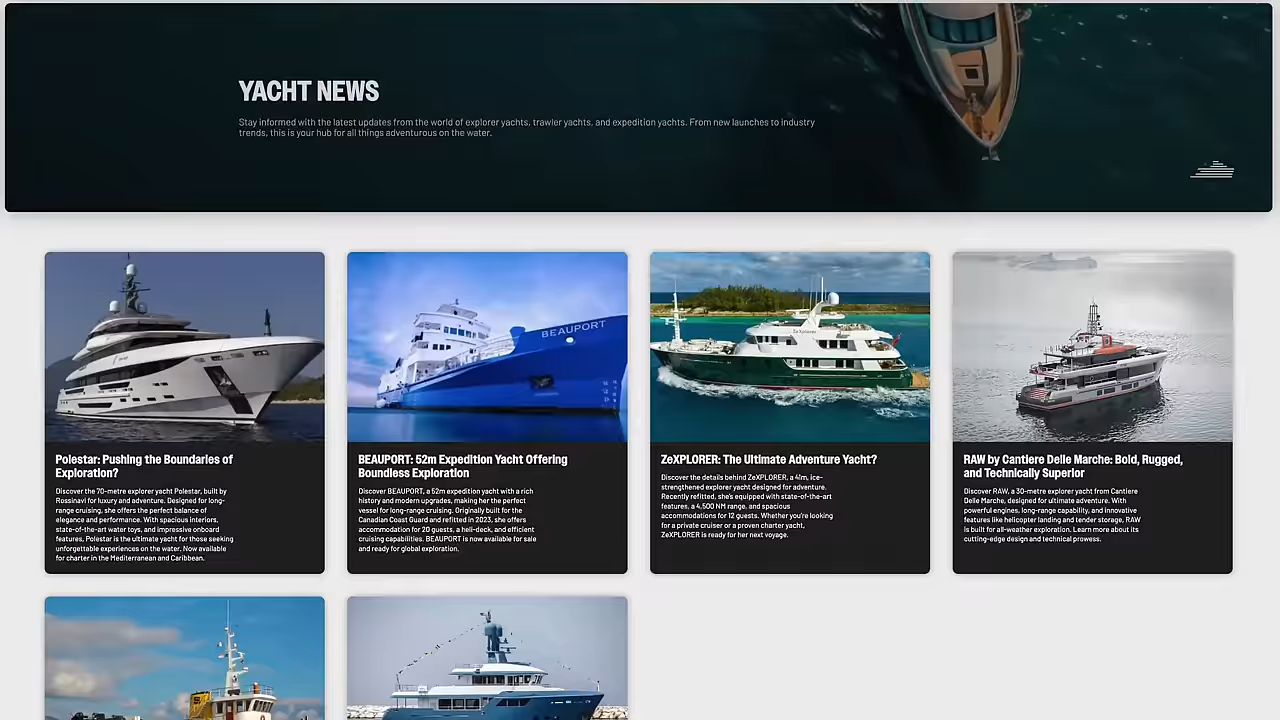 YACHT NEWS
Stay informed with the latest updates from the world of explorer yachts, trawler yachts, and expedition yachts. From new launches to industry
trends, this is your hub for all things adventurous on the water.
BEAUPORT
ZeXplorer
Polestar: Pushing the Boundaries of
Exploration?
Discover the 70-metre explorer yacht Polestar, built by
Rossinavi for luxury and adventure. Designed for long-
range cruising, she offers the perfect balance of
elegance and performance. With spacious interiors,
state-of-the-art water toys, and impressive onboard
features, Polestar is the ultimate yacht for those seeking
unforgettable experiences on the water. Now available
for charter in the Mediterranean and Caribbean.
BEAUPORT: 52m Expedition Yacht Offering
Boundless Exploration
Discover BEAUPORT, a 52m expedition yacht with a rich
history and modern upgrades, making her the perfect
vessel for long-range cruising. Originally built for the
Canadian Coast Guard and refitted in 2023, she offers
accommodation for 20 guests, a heli-deck, and efficient
cruising capabilities. BEAUPORT is now available for sale
and ready for global exploration.
ZeXPLORER: The Ultimate Adventure Yacht?
Discover the details behind ZeXPLORER, a 41m, ice-
strengthened explorer yacht designed for adventure.
Recently refitted, she's equipped with state-of-the-art
features, a 4,500 NM range, and spacious
accommodations for 12 guests. Whether you're looking
for a private cruiser or a proven charter yacht,
ZeXPLORER is ready for her next voyage.
RAW by Cantiere Delle Marche: Bold, Rugged,
and Technically Superior
Discover RAW, a 30-metre explorer yacht from Cantiere
Delle Marche, designed for ultimate adventure. With
powerful engines, long-range capability, and innovative
features like helicopter landing and tender storage, RAW
is built for all-weather exploration. Learn more about its
cutting-edge design and technical prowess.